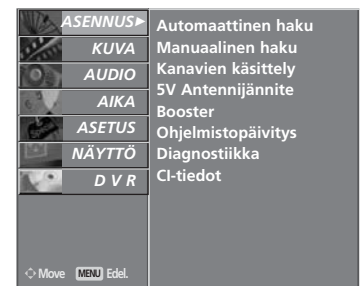 ASENNUS▶
KUVA
AUDIO
AIKA
ASETUS
NÄYTTÖ
D V R
Automaattinen haku
Manuaalinen haku
Kanavien käsittely
5V Antennijännite
Booster
Ohjelmistopäivitys
Diagnostiikka
CI-tiedot
Move MENU Edel.